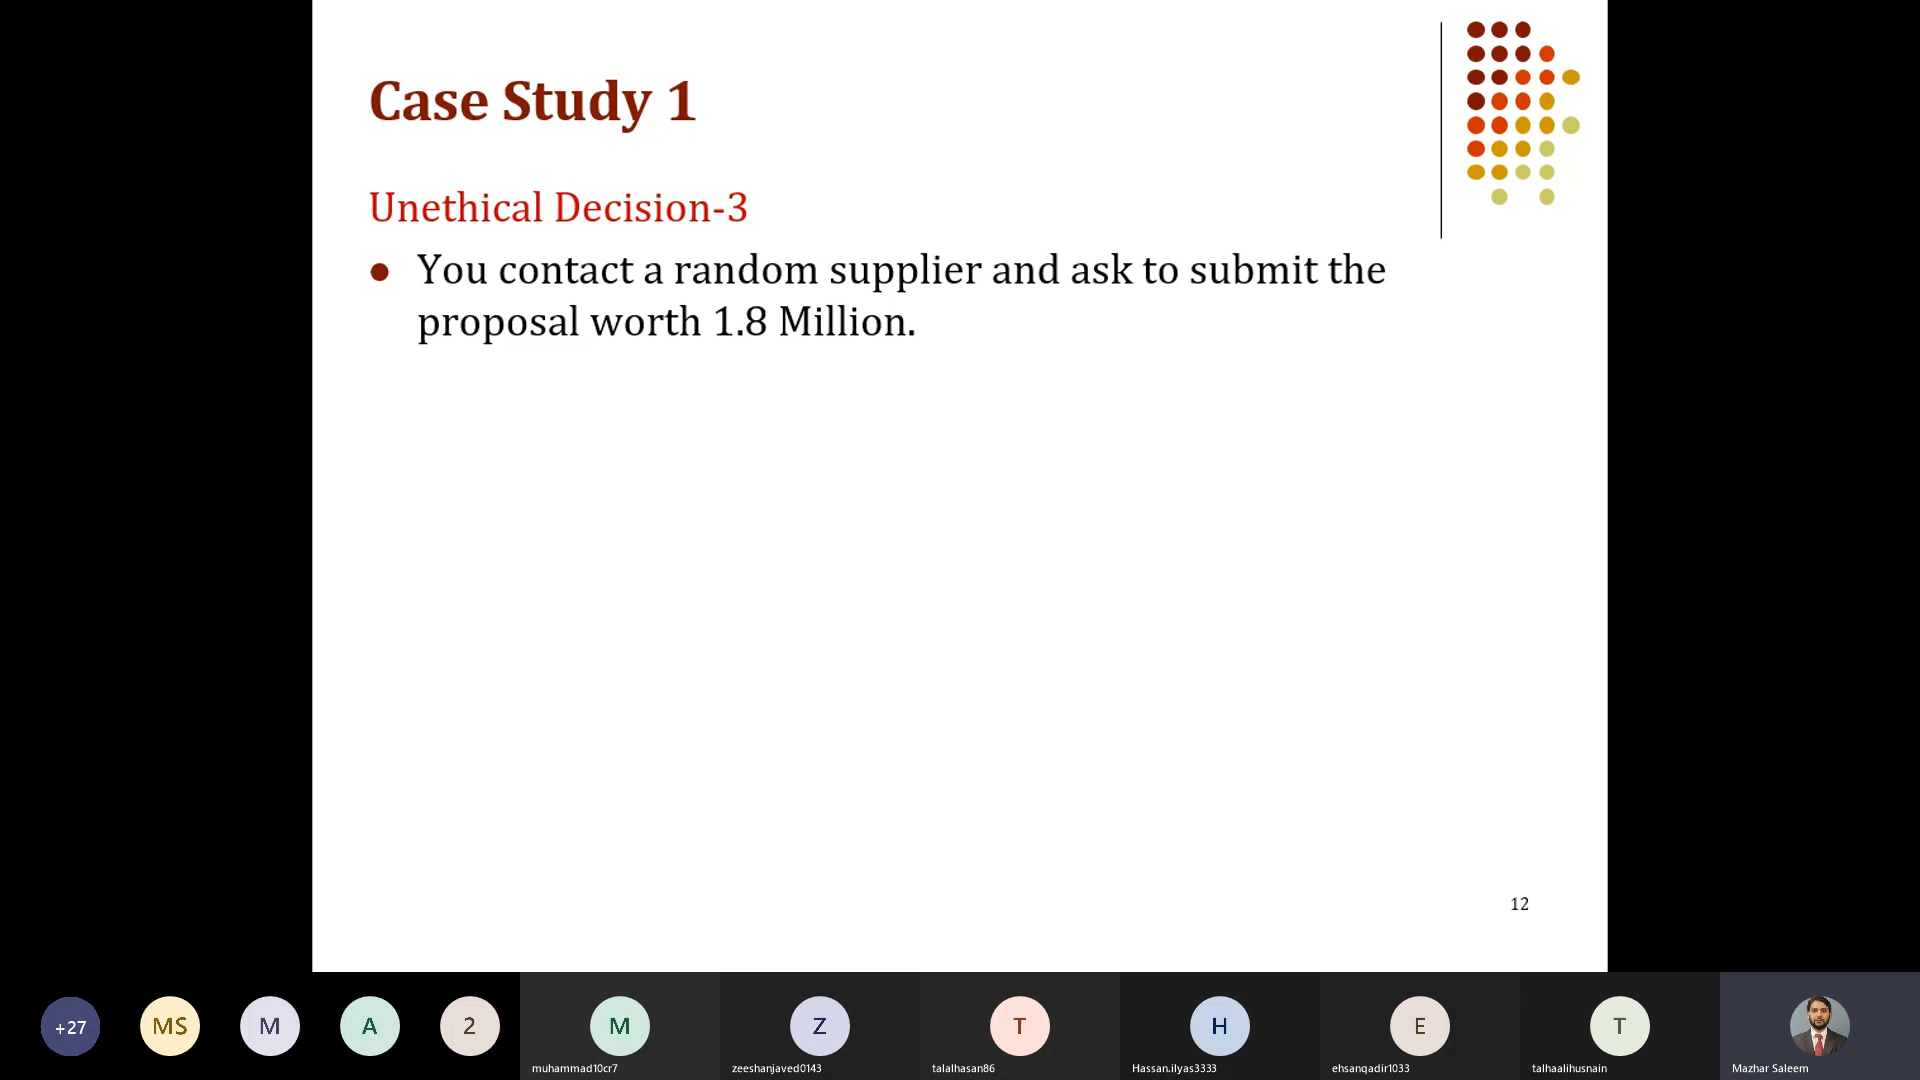 Case Study 1
Unethical Decision-3
You contact a random supplier and ask to submit the
proposal worth 1.8 Million.
12
+27
MS
M
A
2
M
Z
T
H
E
T
muhammad10cr7
zeeshanjaved0143
talalhasan86
Hassan.ilyas3333
ehsanqadir1033
talhaalihusnain
Mazhar Saleem